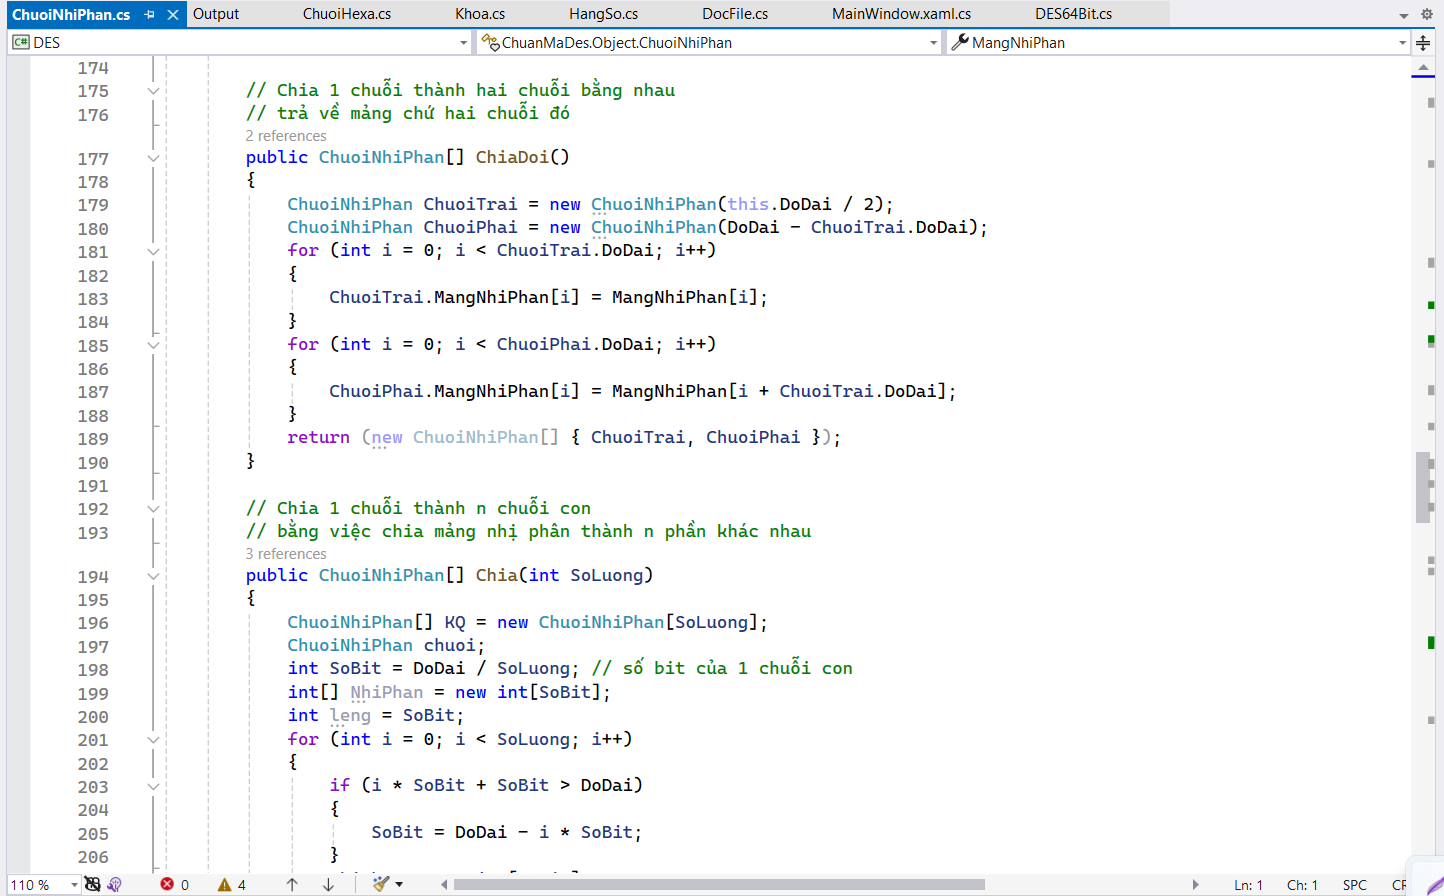 ChuoiNhiPhan.cs Output ChuoiHexa.cs Khoa.cs HangSo.cs DocFile.cs MainWindow.xaml.cs DES64Bit.cs
C# DES ChuanMaDes.Object.ChuoiNhiPhan MangNhiPhan
174
175 // Chia 1 chuỗi thành hai chuỗi bằng nhau
176 // trả về mảng chứ hai chuỗi đó
2 references
177 public ChuoiNhiPhan[] ChiaDoi()
178 {
179 ChuoiNhiPhan ChuoiTrai = new ChuoiNhiPhan(this.DoDai / 2);
180 ChuoiNhiPhan ChuoiPhai = new ChuoiNhiPhan(DoDai - ChuoiTrai.DoDai);
181 for (int i = 0; i < ChuoiTrai.DoDai; i++)
182 {
183 ChuoiTrai.MangNhiPhan[i] = MangNhiPhan[i];
184 }
185 for (int i = 0; i < ChuoiPhai.DoDai; i++)
186 {
187 ChuoiPhai.MangNhiPhan[i] = MangNhiPhan[i + ChuoiTrai.DoDai];
188 }
189 return (new ChuoiNhiPhan[] { ChuoiTrai, ChuoiPhai });
190 }
191
192 // Chia 1 chuỗi thành n chuỗi con
193 // bằng việc chia mảng nhị phân thành n phần khác nhau
3 references
194 public ChuoiNhiPhan[] Chia(int SoLuong)
195 {
196 ChuoiNhiPhan[] KQ = new ChuoiNhiPhan[SoLuong];
197 ChuoiNhiPhan chuoi;
198 int SoBit = DoDai / SoLuong; // số bit của 1 chuỗi con
199 int[] NhiPhan = new int[SoBit];
200 int leng = SoBit;
201 for (int i = 0; i < SoLuong; i++)
202 {
203 if (i * SoBit + SoBit > DoDai)
204 {
205 SoBit = DoDai - i * SoBit;
206 }
110 % 0 4 Ln: 1 Ch: 1 SPC